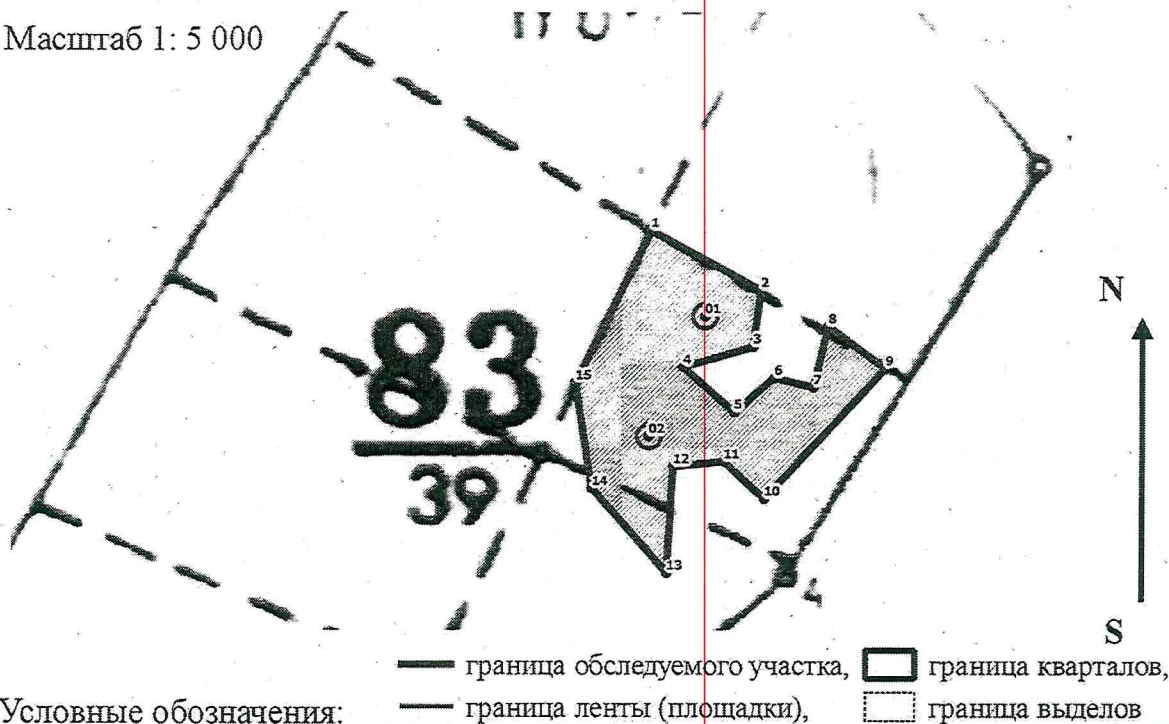 Масштаб 1: 5 000
1
2
N
01
3
8
4
9
15
6
7
83
5
02
12
11
39
14
10
13
4
S
граница обследуемого участка,
граница кварталов,
Условные обозначения:
граница ленты (площадки),
граница выделов